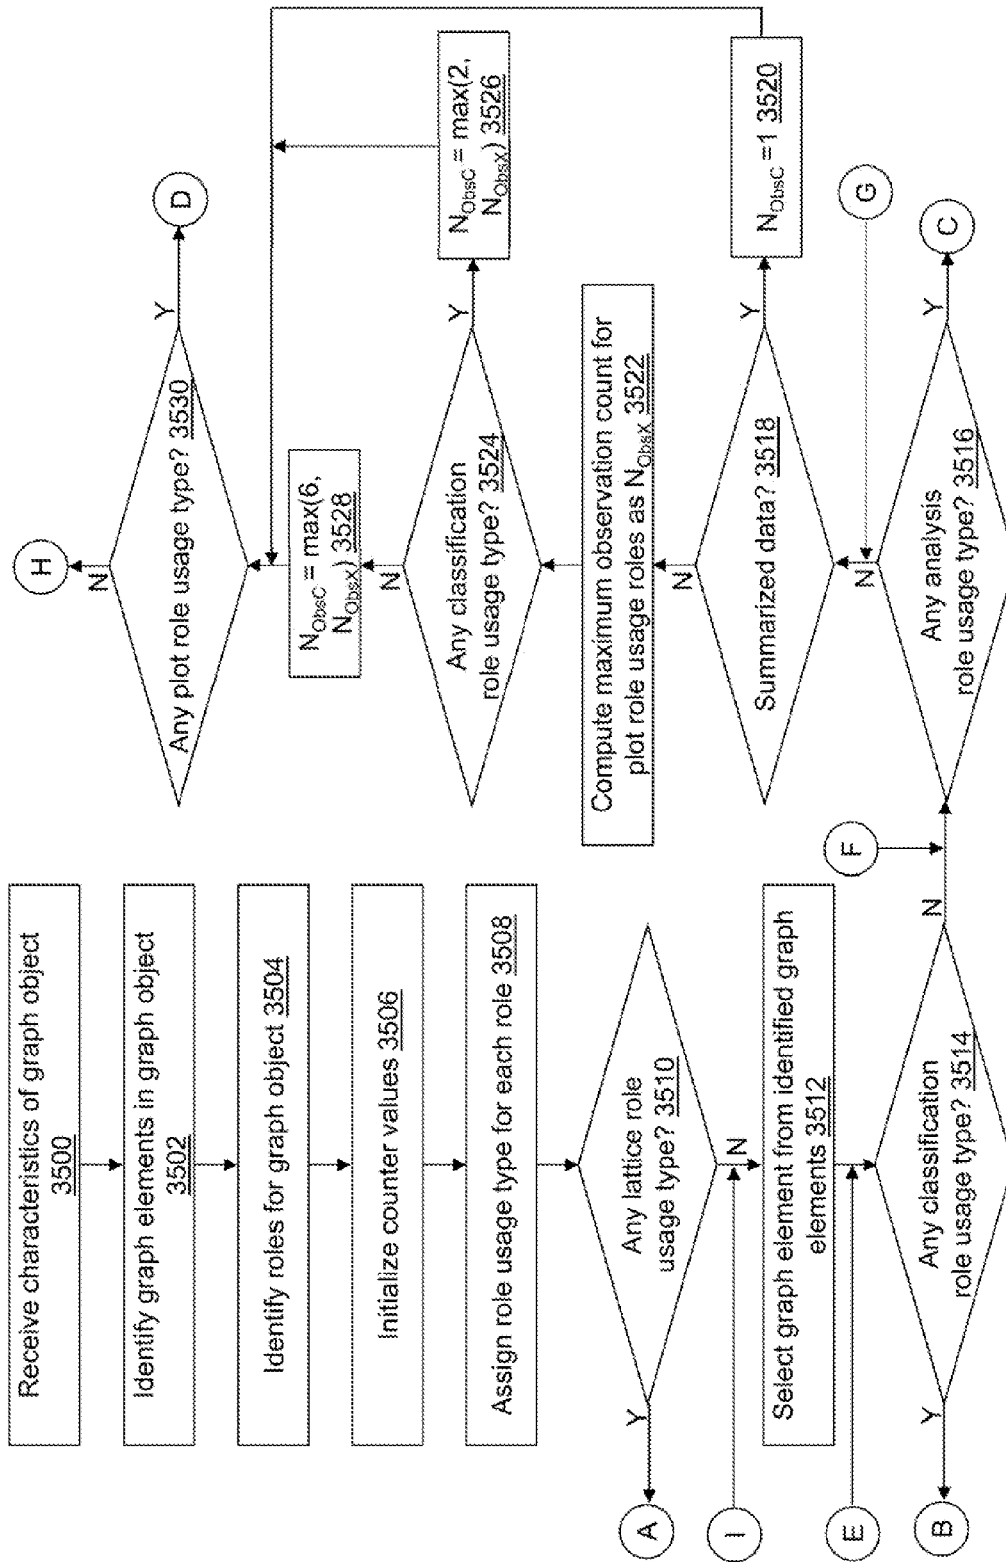 Receive characteristics of graph object
3500
Identify graph elements in graph object
3502
Identify roles for graph object 3504
Initialize counter values 3506
Assign role usage type for each role 3508
Any lattice role
usage type? 3510
Y
A
N
I
Select graph element from identified graph
elements 3512
E
Any classification
role usage type? 3514
Y
B
N
F
Any analysis
role usage type? 3516
Y
C
N
G
Summarized data? 3518
Y
N_ObsC =1 3520
N
Compute maximum observation count for
plot role usage roles as N_ObsX 3522
Any classification
role usage type? 3524
Y
N_ObsC = max(2,
N_ObsX) 3526
N
N_ObsC = max(6,
N_ObsX) 3528
Any plot role usage type? 3530
Y
D
N
H